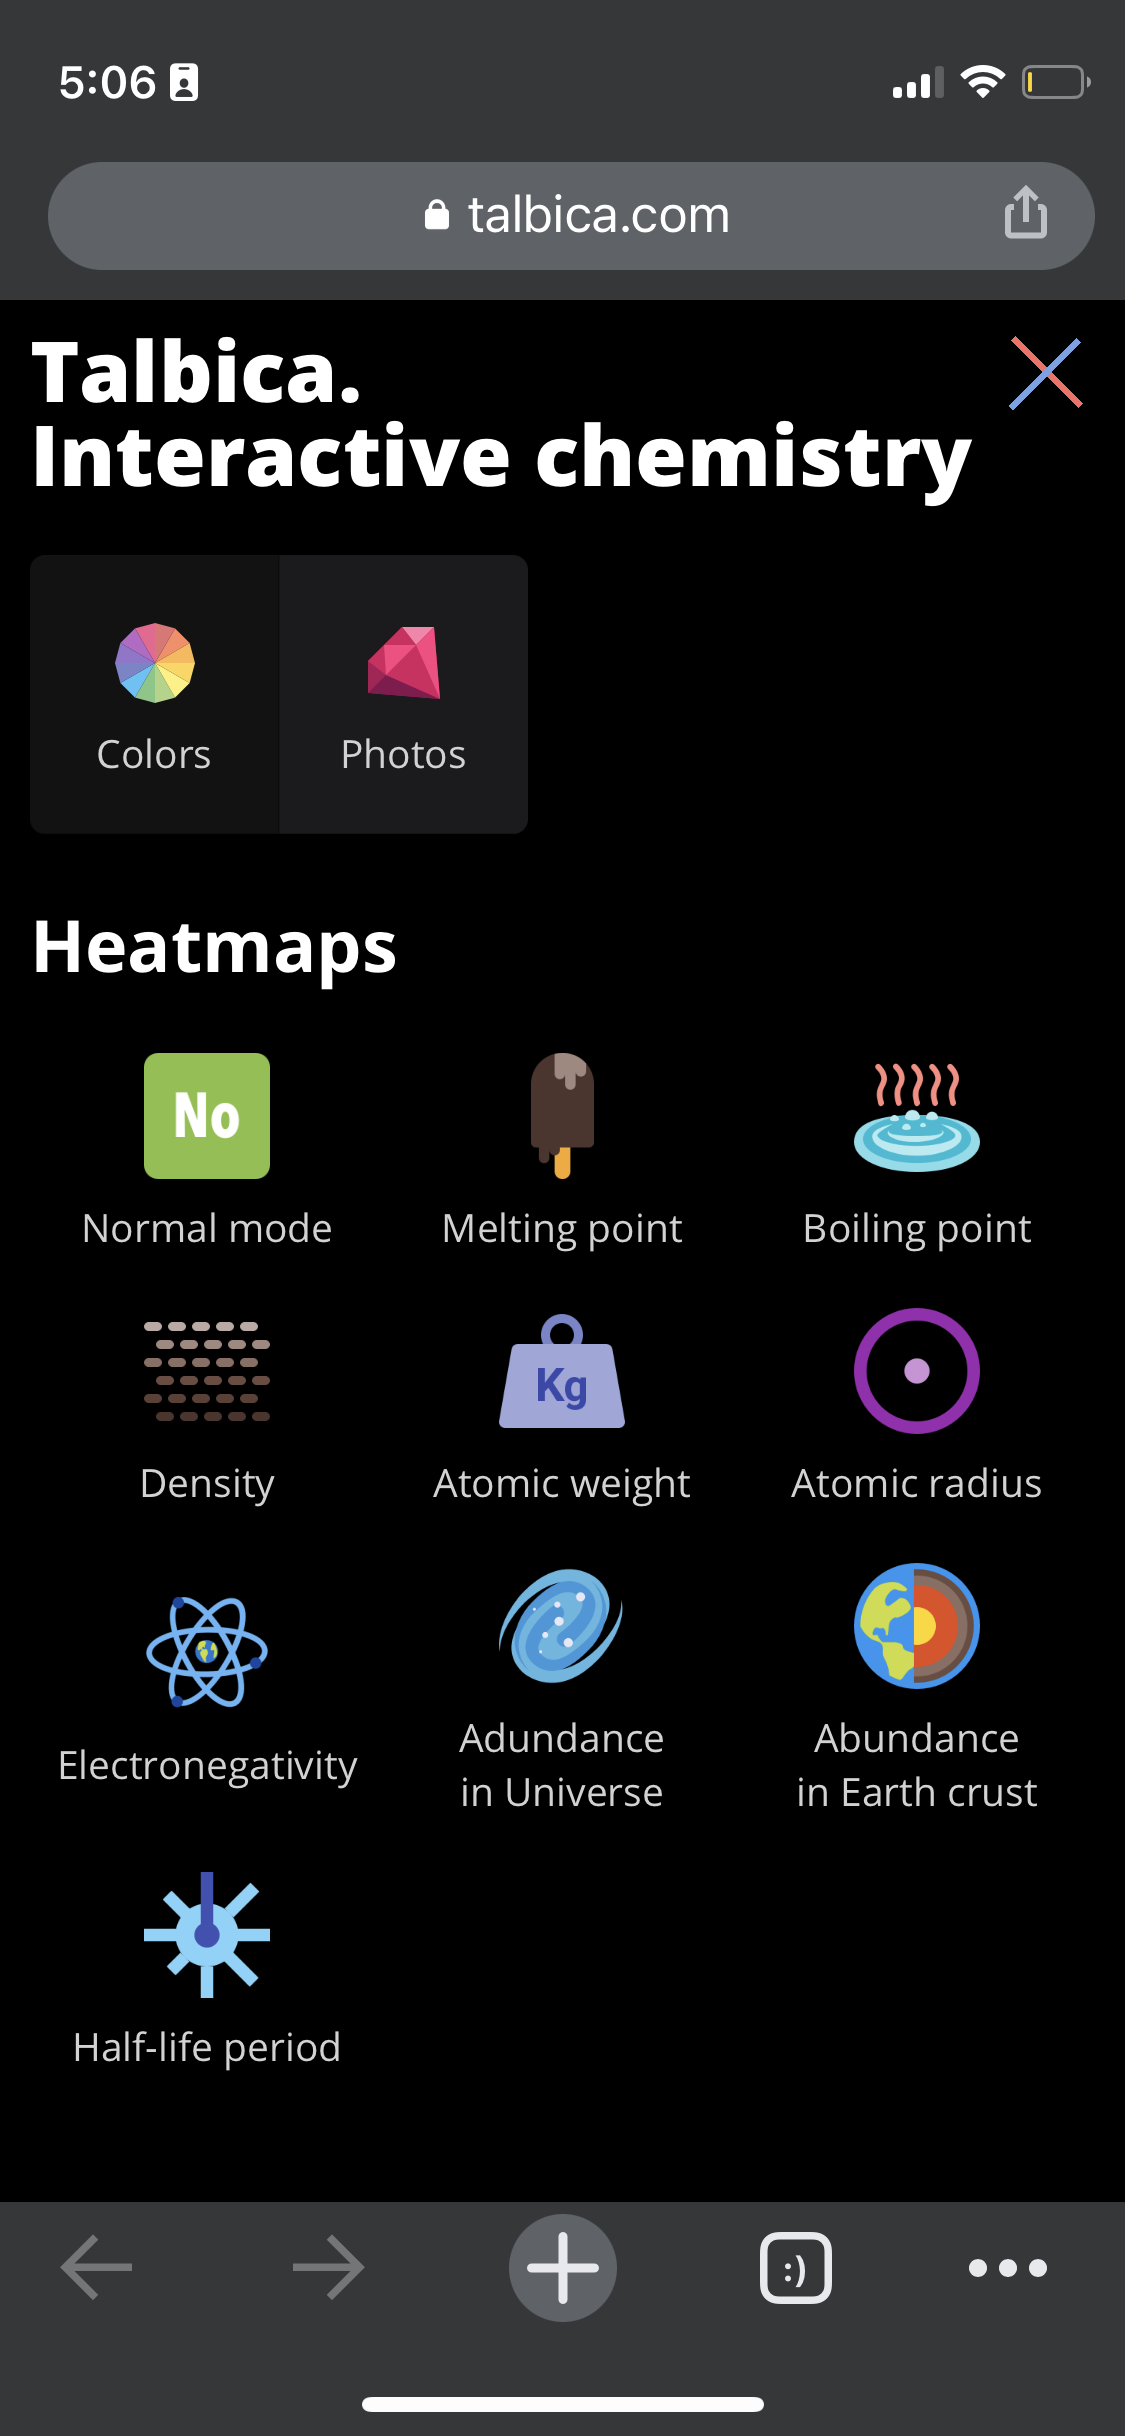 5:06
talbica.com
Talbica.
Interactive chemistry
Colors
Photos
Heatmaps
No
Normal mode
Melting point
Boiling point
Kg
Density
Atomic weight
Atomic radius
Electronegativity
Adundance
in Universe
Abundance
in Earth crust
Half-life period
:)